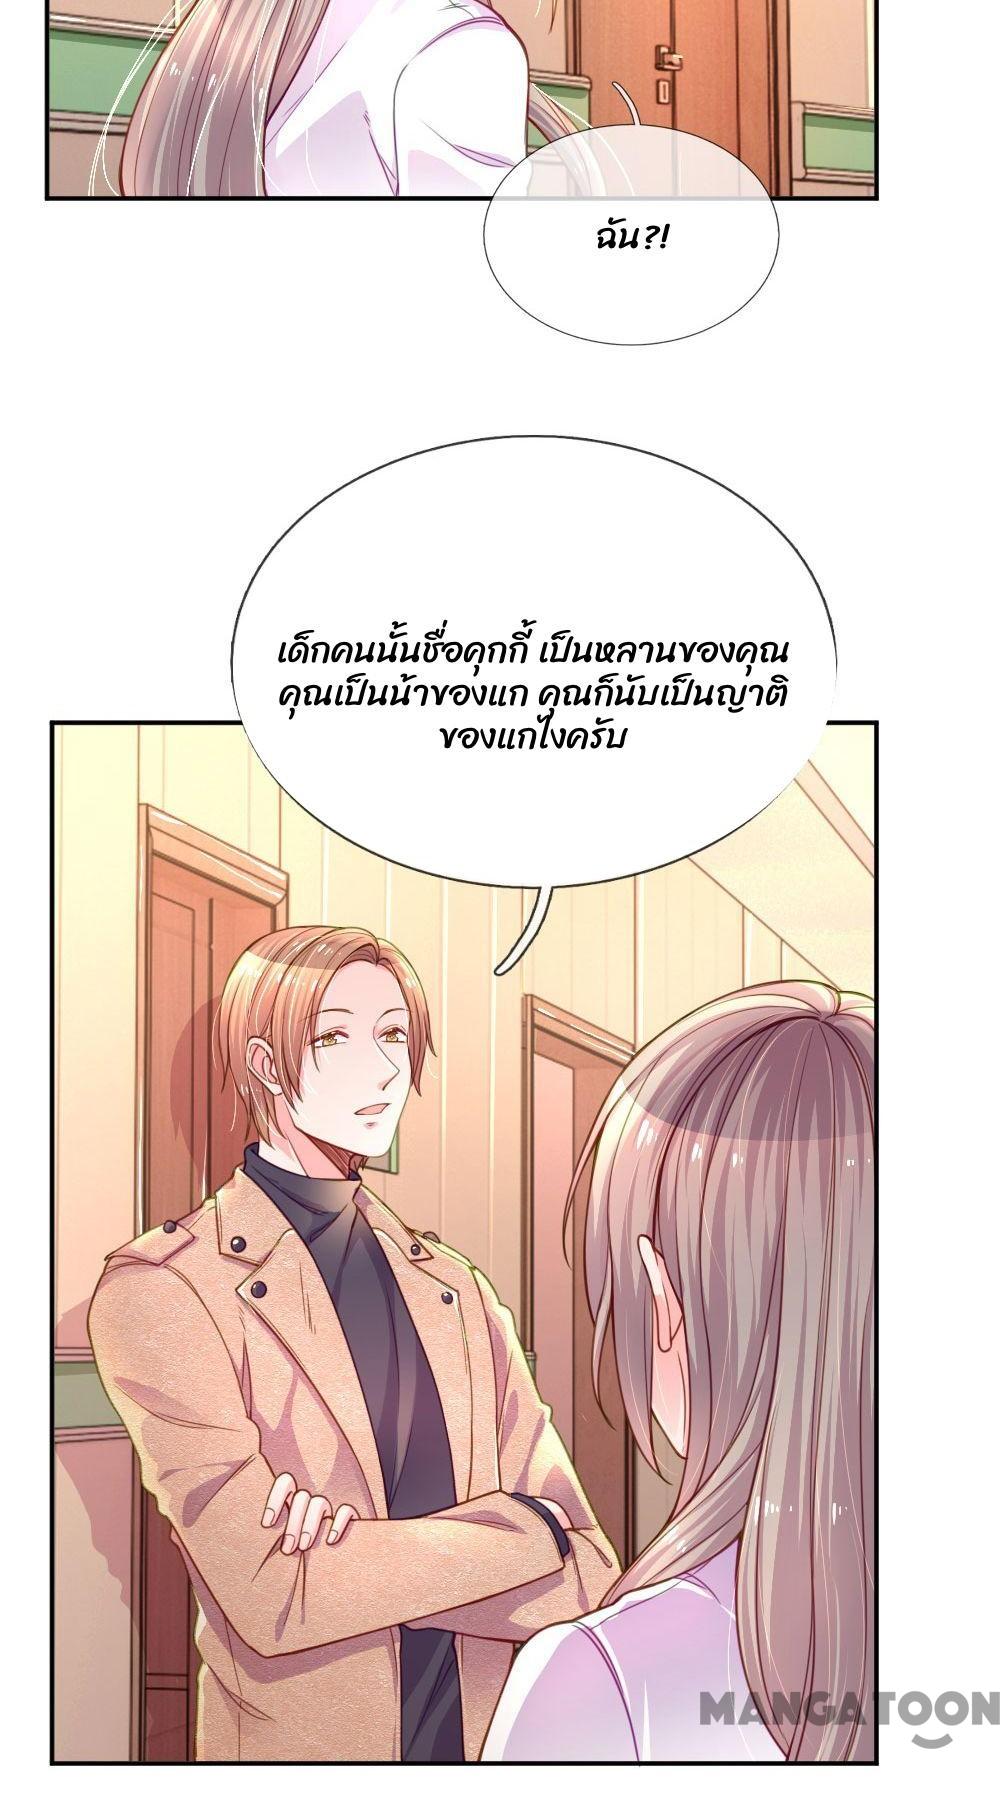 ฉัน?!
เด็กคนนั้นชื่อคุกกี้ เป็นหลานของคุณ
คุณเป็นน้าของแก คุณก็นับเป็นญาติ
ของแกไงครับ
MANGATOON